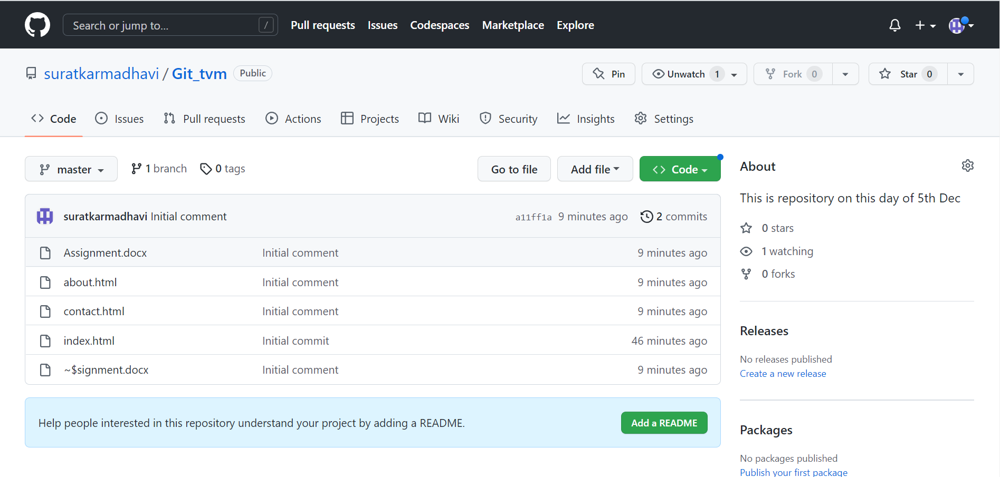 Search or jump to... / Pull requests Issues Codespaces Marketplace Explore
suratkarmadhavi / Git_tvm Public Pin Unwatch 1 Fork 0 Star 0
Code Issues Pull requests Actions Projects Wiki Security Insights Settings
master 1 branch 0 tags Go to file Add file Code
suratkarmadhavi Initial comment a11ff1a 9 minutes ago 2 commits
Assignment.docx Initial comment 9 minutes ago
about.html Initial comment 9 minutes ago
contact.html Initial comment 9 minutes ago
index.html Initial commit 46 minutes ago
~$signment.docx Initial comment 9 minutes ago
Help people interested in this repository understand your project by adding a README. Add a README
About
This is repository on this day of 5th Dec
0 stars
1 watching
0 forks
Releases
No releases published
Create a new release
Packages
No packages published
Publish your first package